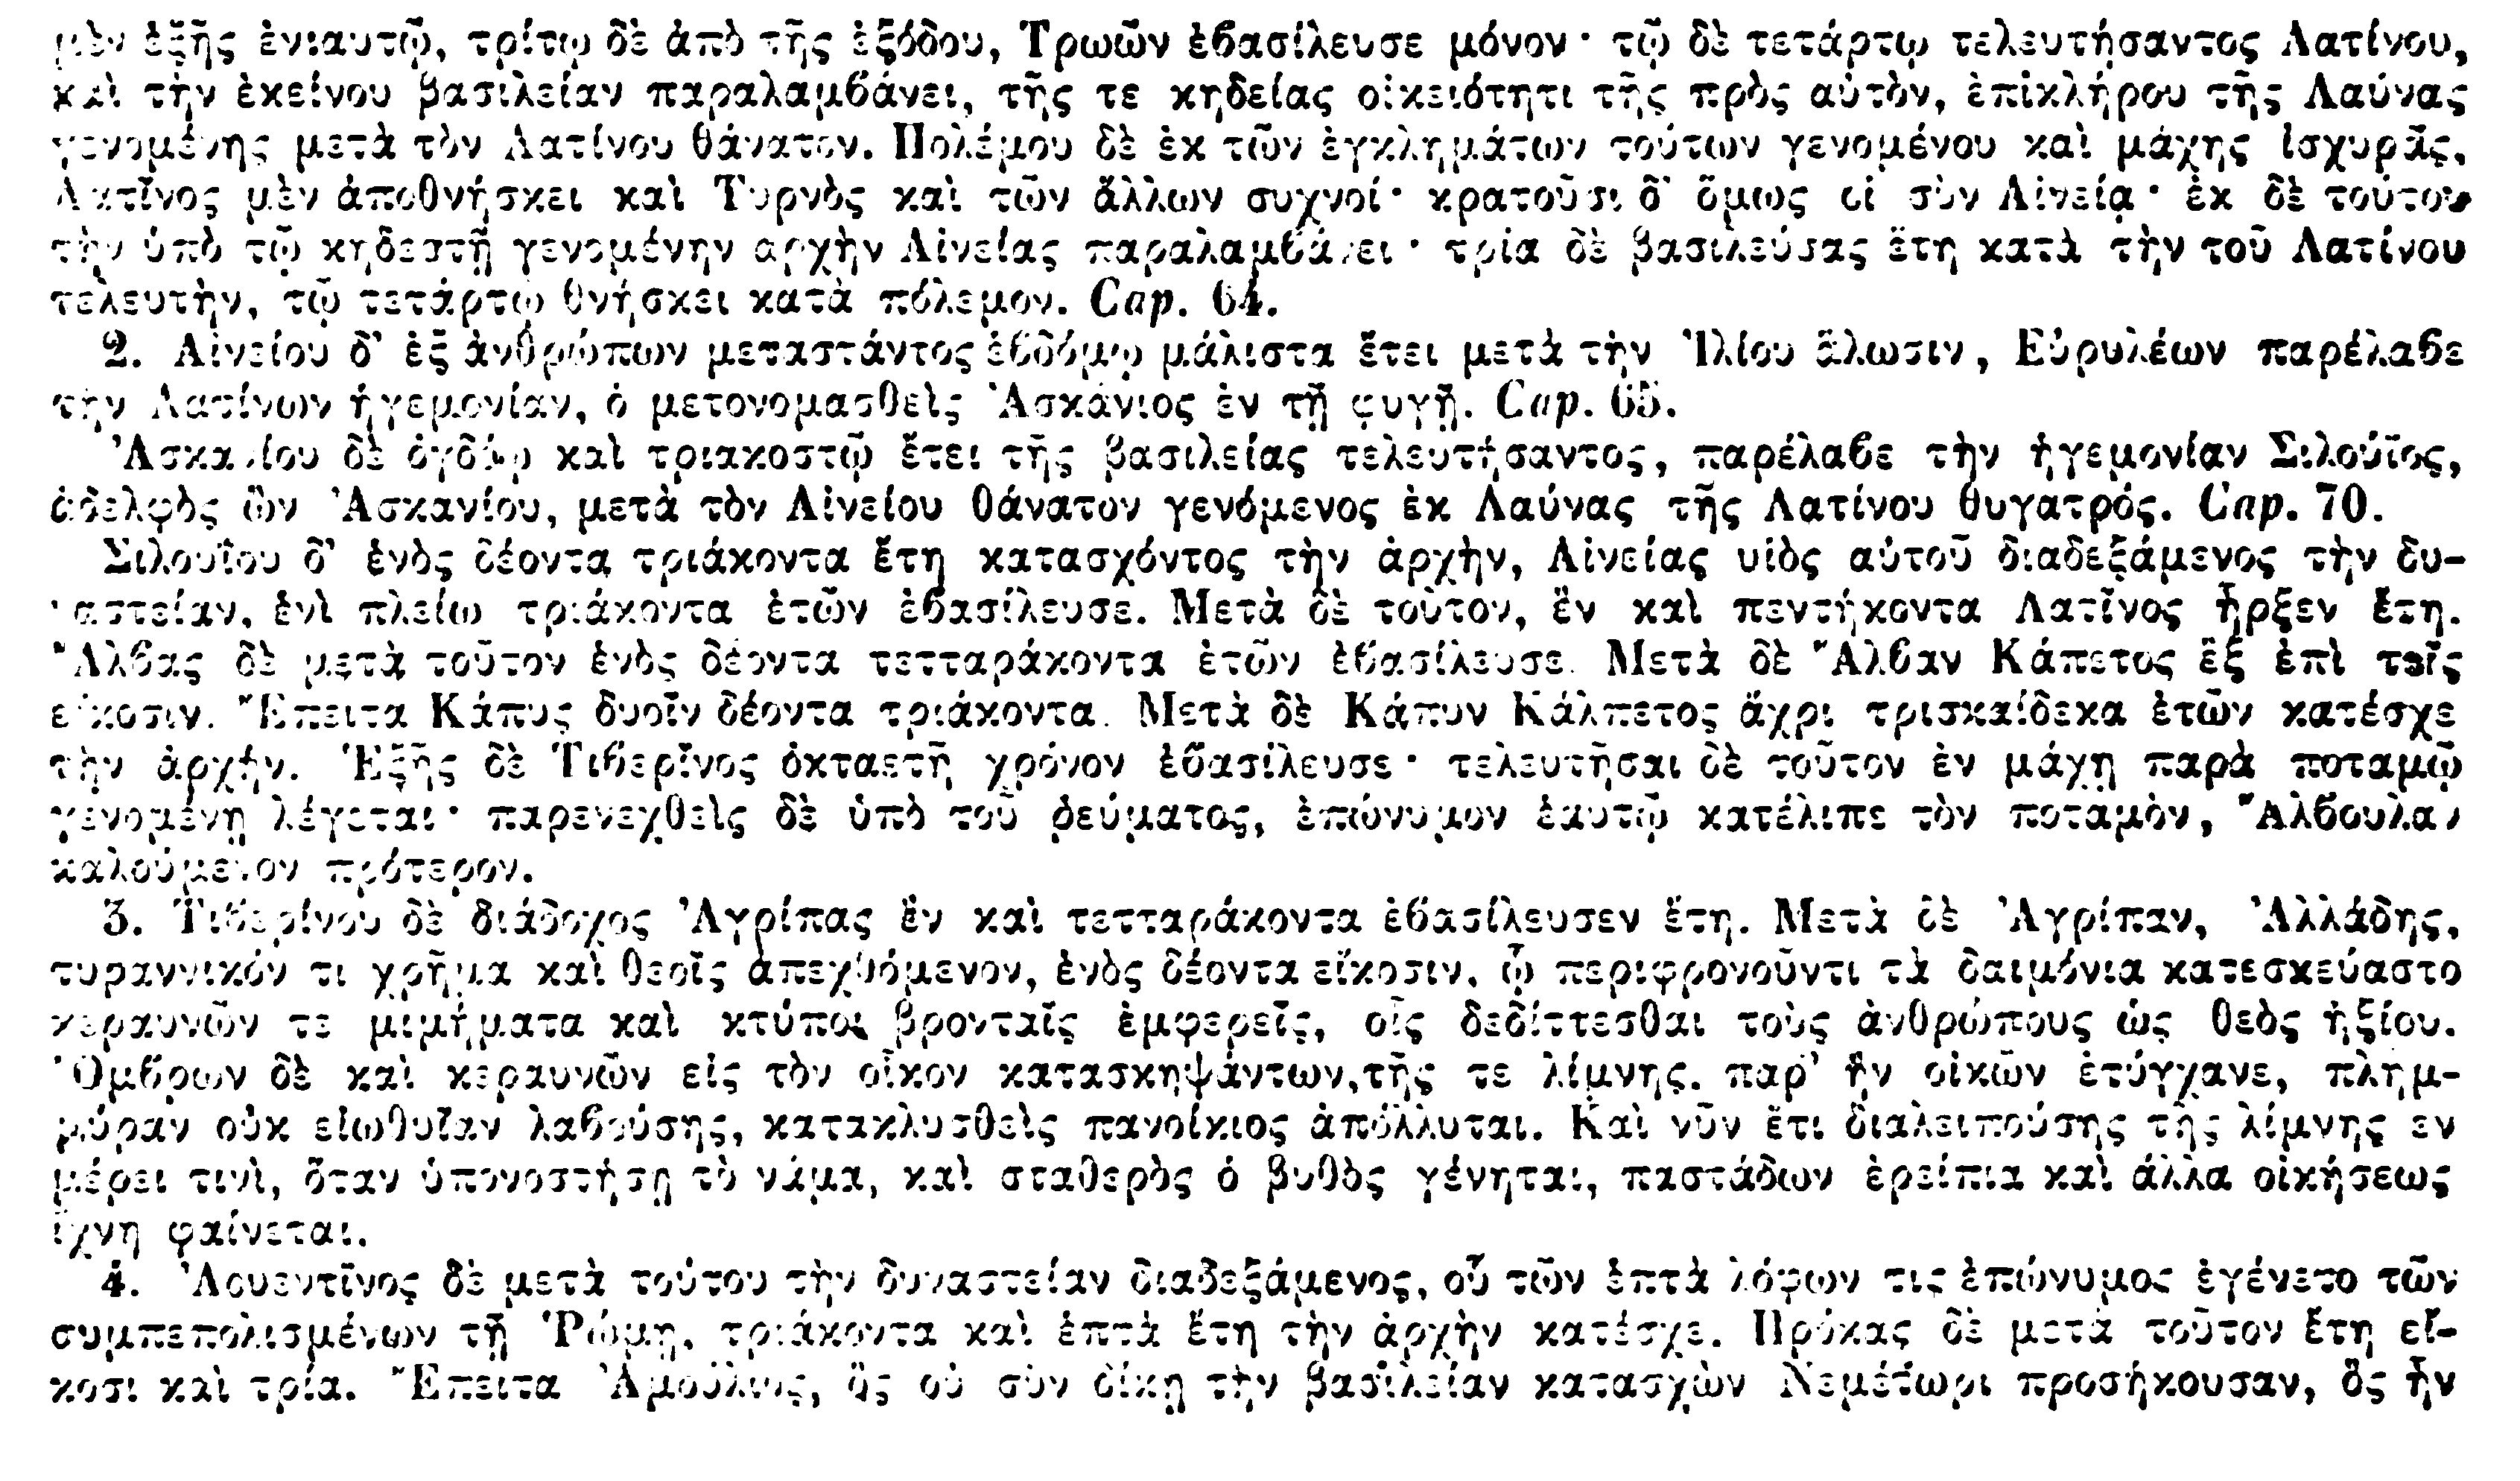 μὲν ἑξῆς ἐνιαυτῷ, τρίτῳ δὲ ἀπὸ τῆς ἐξόδου, Τρωῶν ἐβασίλευσε μόνον· τῷ δὲ τετάρτῳ τελευτήσαντος Λατίνου,
καὶ τὴν ἐκείνου βασιλείαν παραλαμβάνει, τῆς τε κηδείας οἰκειότητι τῆς πρὸς αὐτὸν, ἐπικλήρου τῆς Λαύνας
γενομένης μετὰ τὸν Λατίνου θάνατον. Πολέμου δὲ ἐκ τῶν ἐγκλημάτων τούτων γενομένου καὶ μάχης ἰσχυρᾶς,
Λατῖνος μὲν ἀποθνήσκει καὶ Τυρνὸς καὶ τῶν ἄλλων συχνοί· κρατοῦσι δ' ὅμως οἱ σὺν Αἰνείᾳ· ἐκ δὲ τούτου
τὴν ὑπὸ τῷ κηδεστῇ γενομένην ἀρχὴν Αἰνείας παραλαμβάνει· τρία δὲ βασιλεύσας ἔτη κατὰ τὴν τοῦ Λατίνου
τελευτὴν, τῷ τετάρτῳ θνήσκει κατὰ πόλεμον. Cap. 64.
2. Αἰνείου δ' ἐξ ἀνθρώπων μεταστάντος ἑβδόμῳ μάλιστα ἔτει μετὰ τὴν Ἰλίου ἅλωσιν, Εὐρυλέων παρέλαβε
τὴν Λατίνων ἡγεμονίαν, ὁ μετονομασθεὶς Ἀσκάνιος ἐν τῇ φυγῇ. Cap. 65.
Ἀσκανίου δὲ ὀγδόῳ καὶ τριακοστῷ ἔτει τῆς βασιλείας τελευτήσαντος, παρέλαβε τὴν ἡγεμονίαν Σιλούϊος,
ἀδελφὸς ὢν Ἀσκανίου, μετὰ τὸν Αἰνείου θάνατον γενόμενος ἐκ Λαύνας τῆς Λατίνου θυγατρός. Cap. 70.
Σιλουΐου δ' ἑνὸς δέοντα τριάκοντα ἔτη κατασχόντος τὴν ἀρχὴν, Αἰνείας υἱὸς αὐτοῦ διαδεξάμενος τὴν δυ-
ναστείαν, ἑνὶ πλείω τριάκοντα ἐτῶν ἐβασίλευσε. Μετὰ δὲ τοῦτον, ἓν καὶ πεντήκοντα Λατῖνος ἦρξεν ἔτη.
Ἄλβας δὲ μετὰ τοῦτον ἑνὸς δέοντα τετταράκοντα ἐτῶν ἐβασίλευσε. Μετὰ δὲ Ἄλβαν Κάπετος ἓξ ἐπὶ τοῖς
εἴκοσιν. Ἔπειτα Κάπυς δυοῖν δέοντα τριάκοντα. Μετὰ δὲ Κάπυν Κάλπετος ἄχρι τρισκαίδεκα ἐτῶν κατέσχε
τὴν ἀρχήν. Ἑξῆς δὲ Τιβερῖνος ὀκταετῆ χρόνον ἐβασίλευσε· τελευτῆσαι δὲ τοῦτον ἐν μάχῃ παρὰ ποταμῷ
γενομένῃ λέγεται· παρενεχθεὶς δὲ ὑπὸ τοῦ ῥεύματος, ἐπώνυμον ἑαυτῷ κατέλιπε τὸν ποταμὸν, Ἄλβουλαν
καλούμενον πρότερον.
3. Τιβερίνου δὲ διάδοχος Ἀγρίπας ἓν καὶ τετταράκοντα ἐβασίλευσεν ἔτη. Μετὰ δὲ Ἀγρίπαν, Ἀλλάδης,
τυραννικόν τι χρῆμα καὶ θεοῖς ἀπεχθόμενον, ἑνὸς δέοντα εἴκοσιν, ᾧ περιφρονοῦντι τὰ δαιμόνια κατεσκεύαστο
κεραυνῶν τε μιμήματα καὶ κτύποι βρονταῖς ἐμφερεῖς, οἷς δεδίττεσθαι τοὺς ἀνθρώπους ὡς θεὸς ἠξίου.
Ὄμβρων δὲ καὶ κεραυνῶν εἰς τὸν οἶκον κατασκηψάντων, τῆς τε λίμνης, παρ' ἣν οἰκῶν ἐτύγχανε, πλημ-
μύραν οὐκ εἰωθυῖαν λαβούσης, κατακλυσθεὶς πανοίκιος ἀπόλλυται. Καὶ νῦν ἔτι διαλειπούσης τῆς λίμνης ἐν
μέρει τινὶ, ὅταν ὑπονοστήσῃ τὸ νάμα, καὶ σταθερὸς ὁ βυθὸς γένηται, παστάδων ἐρείπια καὶ ἄλλα οἰκήσεως
ἴχνη φαίνεται.
4. Ἀουεντῖνος δὲ μετὰ τούτου τὴν δυναστείαν διαδεξάμενος, οὗ τῶν ἑπτὰ λόφων τις ἐπώνυμος ἐγένετο τῶν
συμπεπολισμένων τῇ Ῥώμῃ, τριάκοντα καὶ ἑπτὰ ἔτη τὴν ἀρχὴν κατέσχε. Πρόκας δὲ μετὰ τοῦτον ἔτη εἴ-
κοσι καὶ τρία. Ἔπειτα Ἀμούλιος, ὃς οὐ σὺν δίκῃ τὴν βασιλείαν κατασχὼν Νεμέτωρι προσήκουσαν, ὃς ἦν